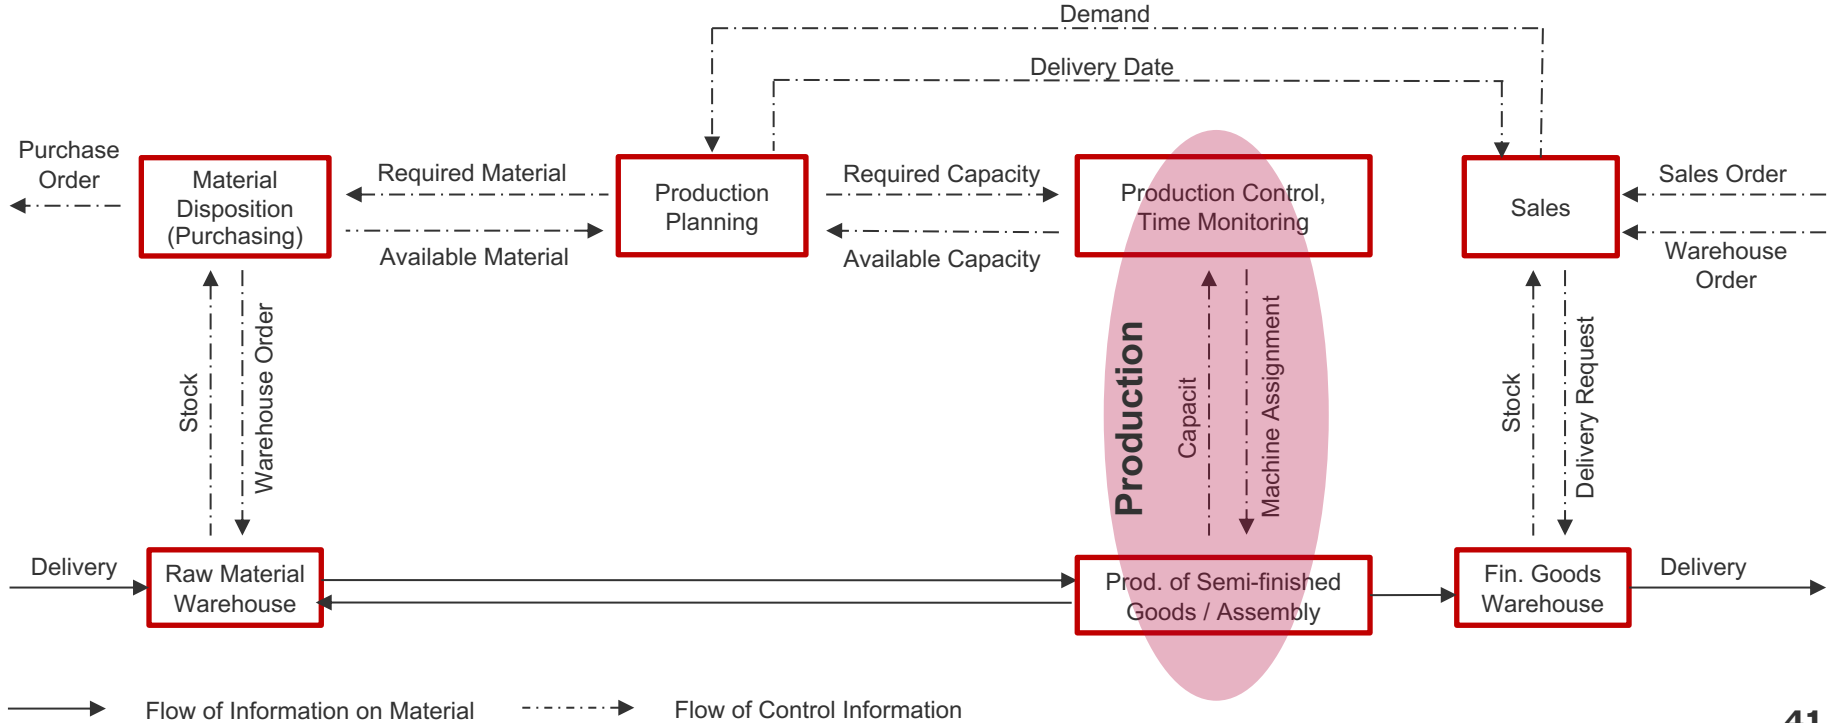 Demand
Delivery Date
Purchase
Order
Material
Disposition
(Purchasing)
Required Material
Available Material
Production
Planning
Required Capacity
Available Capacity
Production Control,
Time Monitoring
Sales
Sales Order
Warehouse
Order
Stock
Warehouse Order
Production
Capacit
Machine Assignment
Stock
Delivery Request
Delivery
Raw Material
Warehouse
Prod. of Semi-finished
Goods / Assembly
Fin. Goods
Warehouse
Delivery
Flow of Information on Material
Flow of Control Information
41